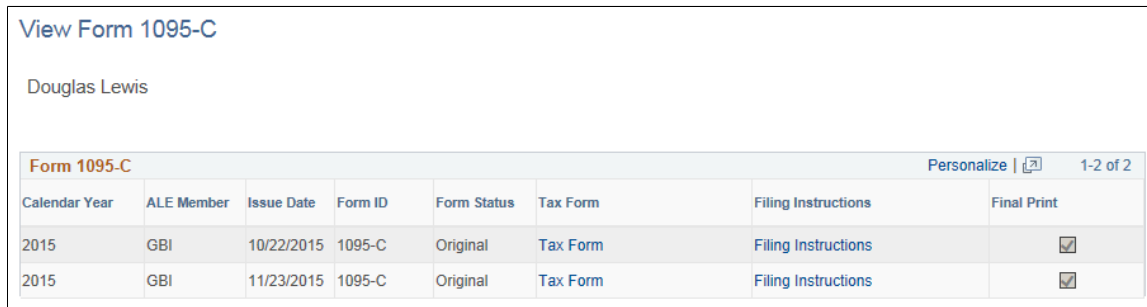 View Form 1095-C
Douglas Lewis
Form 1095-C Personalize | 1-2 of 2
Calendar Year ALE Member Issue Date Form ID Form Status Tax Form Filing Instructions Final Print
2015 GBI 10/22/2015 1095-C Original Tax Form Filing Instructions
2015 GBI 11/23/2015 1095-C Original Tax Form Filing Instructions